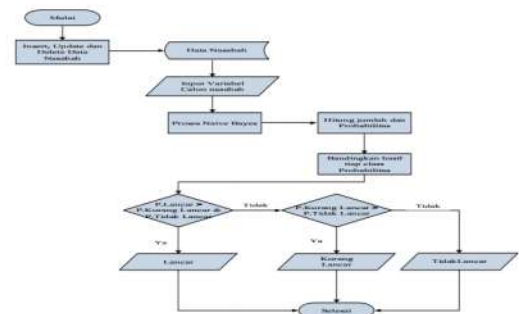 Mulai
Insert, Update dan
Delete Data
Nasabah
Data Nasabah
Input Variabel
Calon nasabah
Proses Naive Bayes
Hitung jumlah dan
Probabilitas
Bandingkan hasil
tiap class
Probabilitas
P.Lancar >
P.Kurang Lancar &
P.Tidak Lancar
Tidak
P.Kurang Lancar >
P.Tidak Lancar
Tidak
Ya
Ya
Lancar
Kurang
Lancar
TidakLancar
Selesai